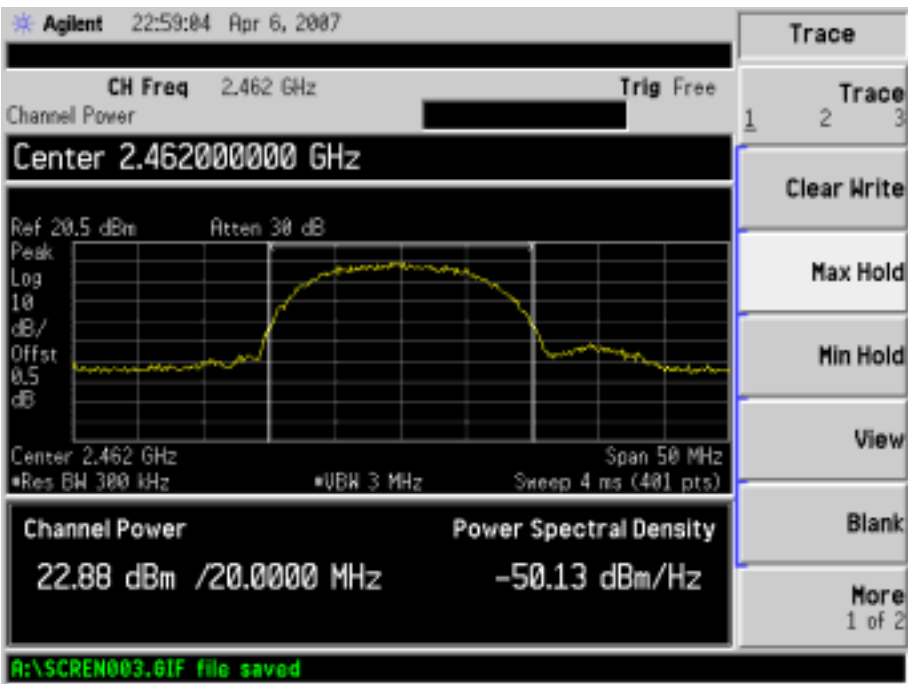 Agilent 22:59:04 Apr 6, 2007
Trace
CH Freq 2.462 GHz Trig Free
Channel Power
Trace
1 2 3
Center 2.462000000 GHz
Clear Write
Ref 20.5 dBm Atten 30 dB
Peak
Log
10
dB/
Offst
0.5
dB
Max Hold
Min Hold
Center 2.462 GHz Span 50 MHz
#Res BW 300 kHz #VBW 3 MHz Sweep 4 ms (401 pts)
View
Channel Power Power Spectral Density
22.88 dBm /20.0000 MHz -50.13 dBm/Hz
Blank
More
1 of 2
A:\SCREN003.GIF file saved